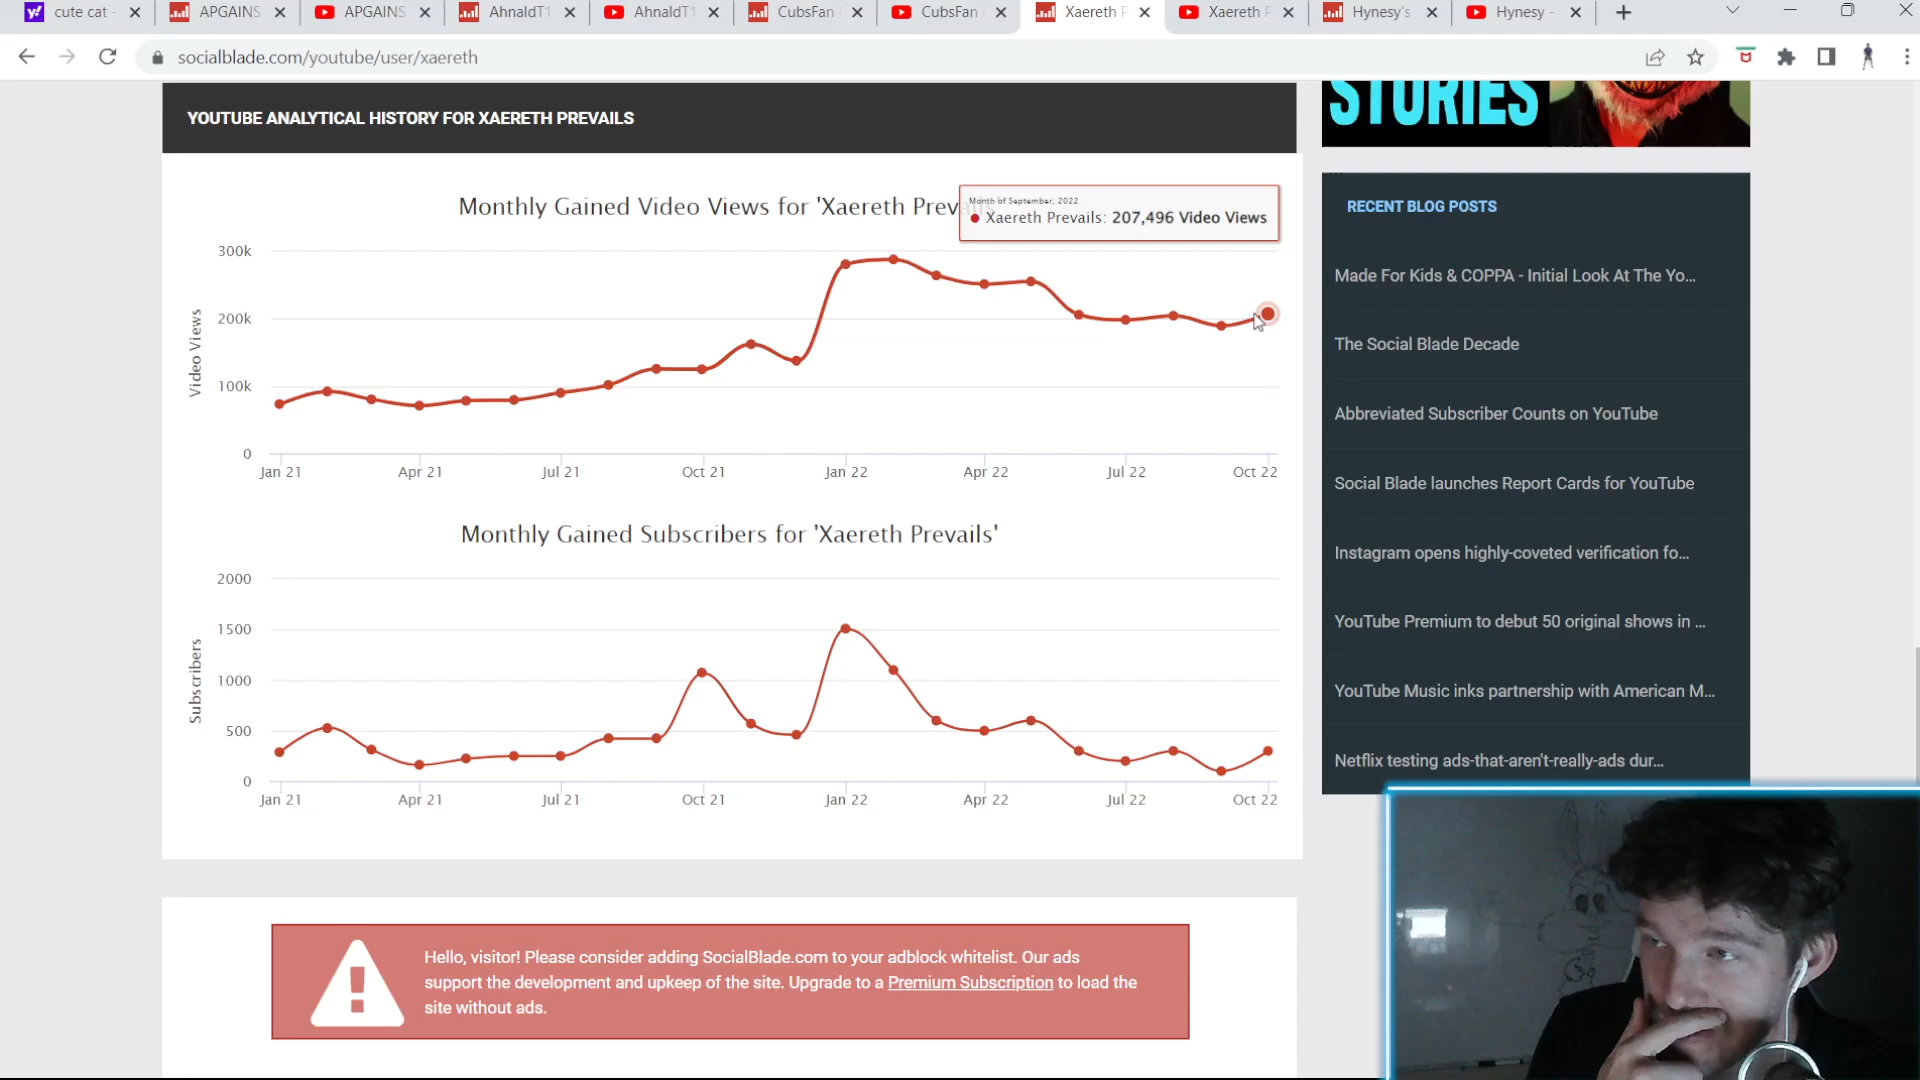 cute cat -
APGAINS
APGAINS
AhnaldT1
AhnaldT1
CubsFan
CubsFan
Xaereth P
Xaereth P
Hynesy's
Hynesy -
socialblade.com/youtube/user/xaereth
STORIES
YOUTUBE ANALYTICAL HISTORY FOR XAERETH PREVAILS
Monthly Gained Video Views for 'Xaereth Prevails
Month of September, 2022
Xaereth Prevails: 207,496 Video Views
300k
200k
100k
0
Video Views
Jan 21
Apr 21
Jul 21
Oct 21
Jan 22
Apr 22
Jul 22
Oct 22
Monthly Gained Subscribers for 'Xaereth Prevails'
2000
1500
1000
500
0
Subscribers
Jan 21
Apr 21
Jul 21
Oct 21
Jan 22
Apr 22
Jul 22
Oct 22
RECENT BLOG POSTS
Made For Kids & COPPA - Initial Look At The Yo...
The Social Blade Decade
Abbreviated Subscriber Counts on YouTube
Social Blade launches Report Cards for YouTube
Instagram opens highly-coveted verification fo...
YouTube Premium to debut 50 original shows in ...
YouTube Music inks partnership with American M...
Netflix testing ads-that-aren't-really-ads dur...
Hello, visitor! Please consider adding SocialBlade.com to your adblock whitelist. Our ads
support the development and upkeep of the site. Upgrade to a Premium Subscription to load the
site without ads.